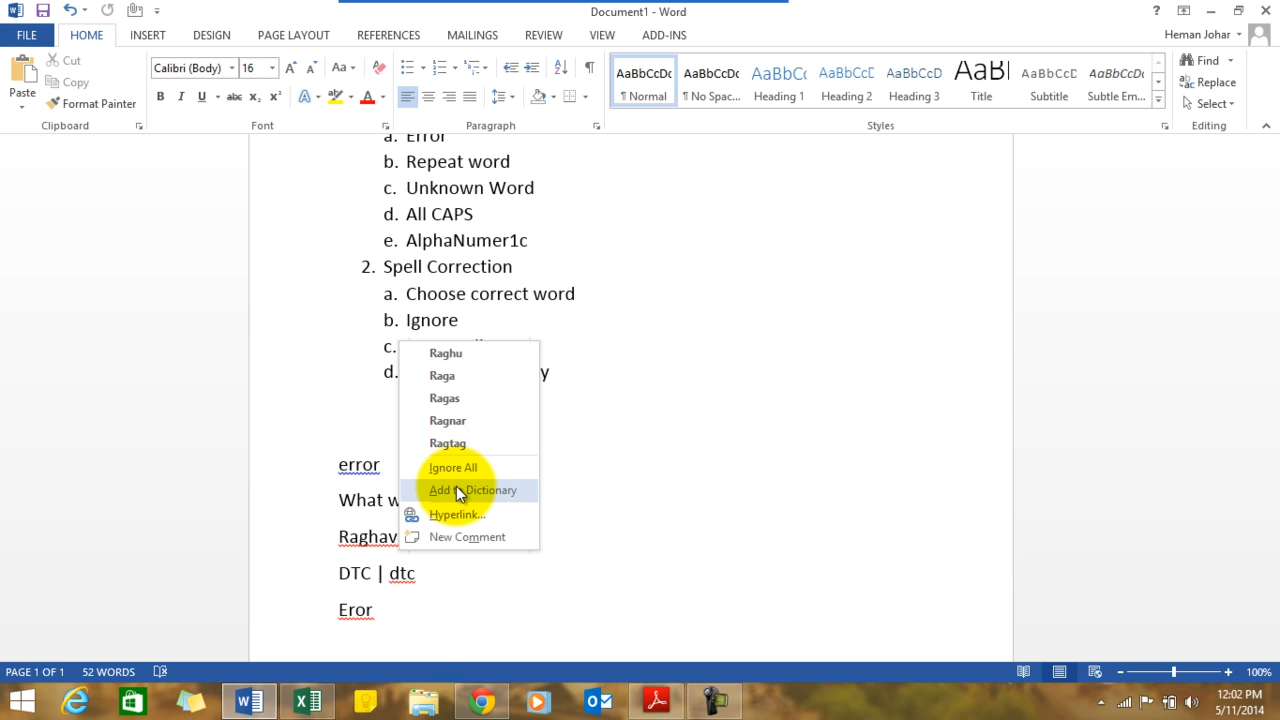 Document1 - Word
FILE HOME INSERT DESIGN PAGE LAYOUT REFERENCES MAILINGS REVIEW VIEW ADD-INS Heman Johar
Cut
Copy
Format Painter
Paste
Calibri (Body) 16
Clipboard Font Paragraph Styles Editing
AaBbCcDc AaBbCcDc AaBbCc AaBbCcD AaBbCcD AaBbCcD AaBbCcDc
¶ Normal ¶ No Spac... Heading 1 Heading 2 Heading 3 Title Subtitle Subtle Em...
Find
Replace
Select
a. Error
b. Repeat word
c. Unknown Word
d. All CAPS
e. AlphaNumer1c
2. Spell Correction
a. Choose correct word
b. Ignore
c.
d.
Raghu
Raga
Ragas
Ragnar
Ragtag
Ignore All
Add to Dictionary
Hyperlink...
New Comment
error
What
Raghav
DTC | dtc
Eror
PAGE 1 OF 1 52 WORDS 100%
12:02 PM
5/11/2014